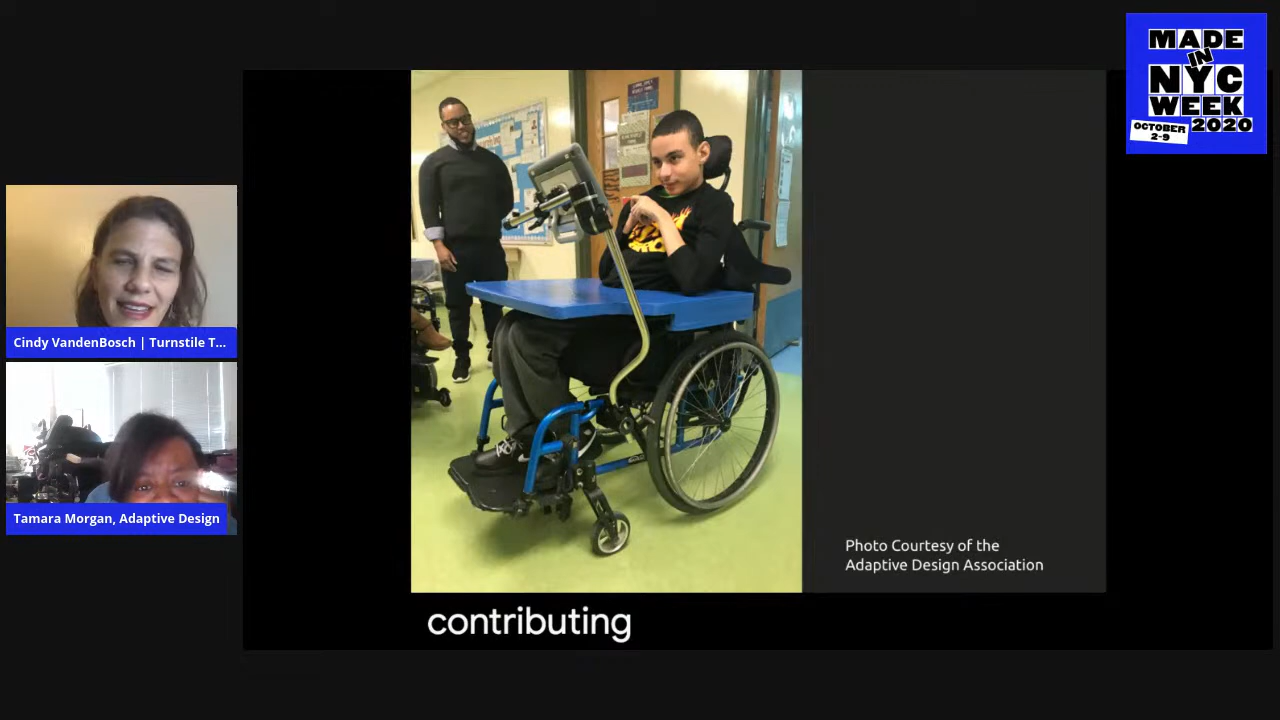 MADE
IN
NYC
WEEK
2020
OCTOBER
2-9
Cindy VandenBosch | Turnstile T...
Tamara Morgan, Adaptive Design
Photo Courtesy of the
Adaptive Design Association
contributing